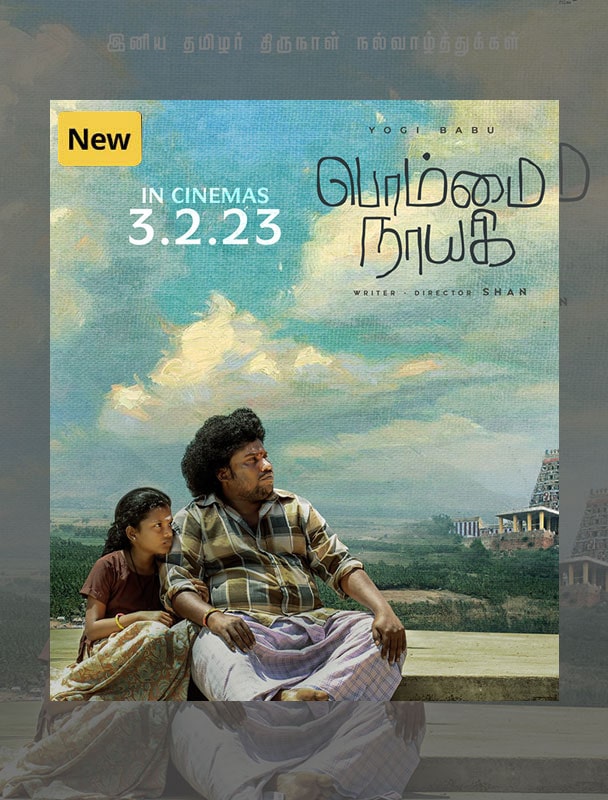 இனிய தமிழர் திருநாள் நல்வாழ்த்துக்கள்
New
YOGI BABU
IN CINEMAS
3.2.23
பொம்மை
நாயகி
WRITER - DIRECTOR SHAN